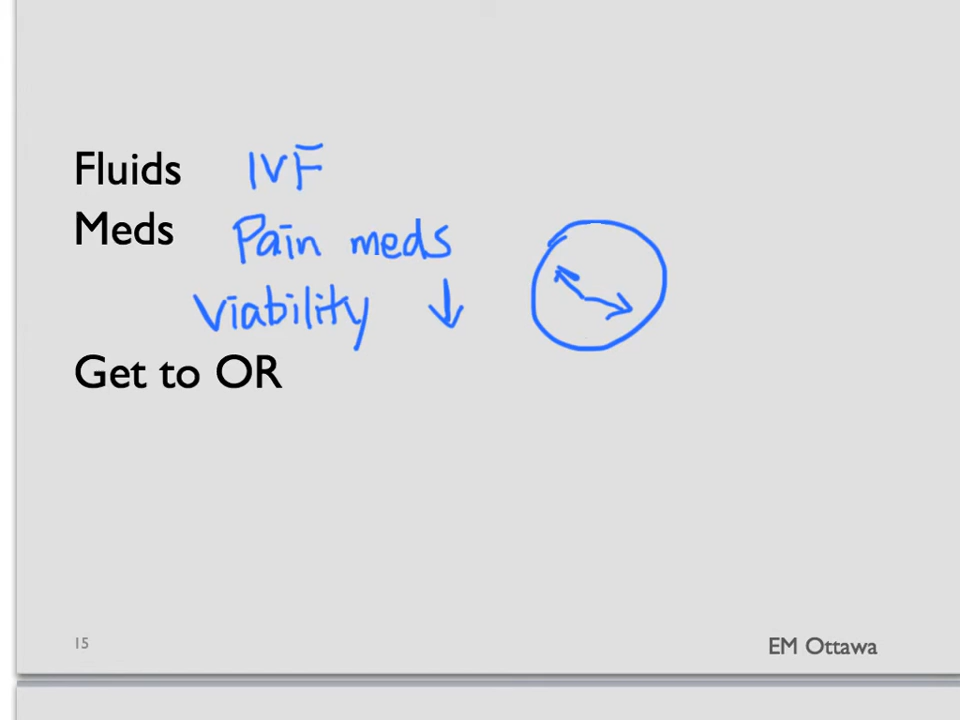 Fluids IVF
Meds Pain meds
Viability ↓
Get to OR
15
EM Ottawa